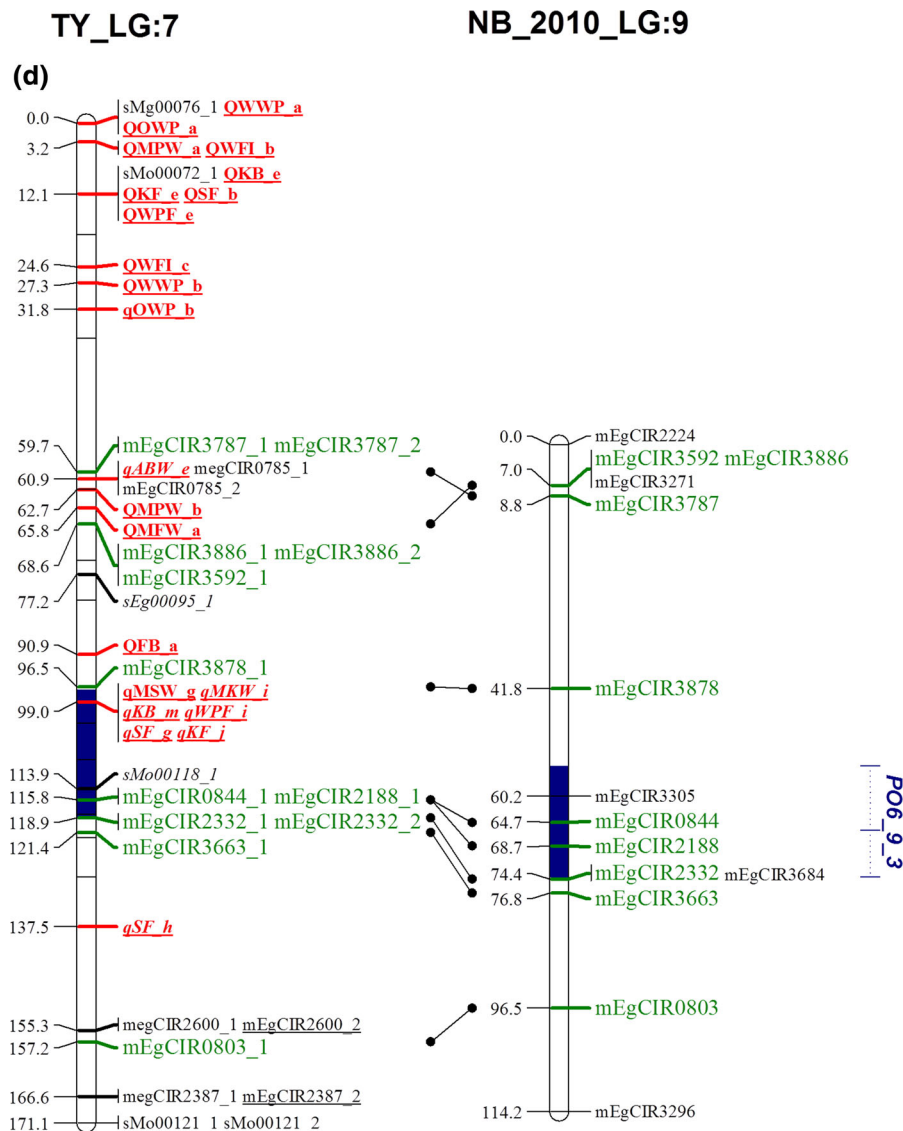 TY_LG:7
NB_2010_LG:9
(d)
0.0
sMg00076_1 QWWP_a
QOWP_a
3.2
QMPW_a QWFI_b
sMo00072_1 QKB_e
12.1
QKF_e QSF_b
QWPF_e
24.6
QWFI_c
27.3
QWWP_b
31.8
qOWP_b
59.7
mEgCIR3787_1 mEgCIR3787_2
60.9
qABW_e megCIR0785_1
mEgCIR0785_2
62.7
QMPW_b
65.8
QMFW_a
68.6
mEgCIR3886_1 mEgCIR3886_2
mEgCIR3592_1
77.2
sEg00095_1
90.9
QFB_a
96.5
mEgCIR3878_1
99.0
qMSW_g qMKW_i
qKB_m qWPF_i
qSF_g qKF_j
113.9
sMo00118_1
115.8
mEgCIR0844_1 mEgCIR2188_1
118.9
mEgCIR2332_1 mEgCIR2332_2
121.4
mEgCIR3663_1
137.5
qSF_h
155.3
megCIR2600_1 mEgCIR2600_2
157.2
mEgCIR0803_1
166.6
megCIR2387_1 mEgCIR2387_2
171.1
sMo00121_1 sMo00121_2
0.0
mEgCIR2224
7.0
mEgCIR3592 mEgCIR3886
mEgCIR3271
8.8
mEgCIR3787
41.8
mEgCIR3878
60.2
mEgCIR3305
64.7
mEgCIR0844
68.7
mEgCIR2188
74.4
mEgCIR2332 mEgCIR3684
76.8
mEgCIR3663
96.5
mEgCIR0803
114.2
mEgCIR3296
PO6_9_3